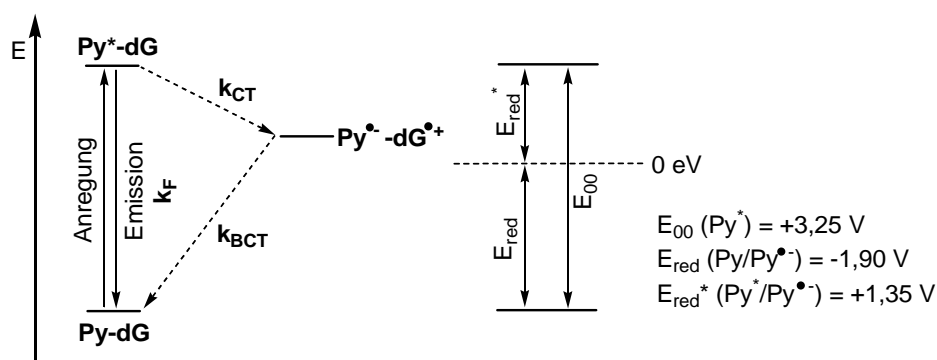 E
Py*-dG
k_CT
Py•- -dG•+
Anregung
Emission
k_F
k_BCT
Py-dG
E_red*
E_red
E_00
0 eV
E_00 (Py*) = +3,25 V
E_red (Py/Py•-) = -1,90 V
E_red* (Py*/Py•-) = +1,35 V